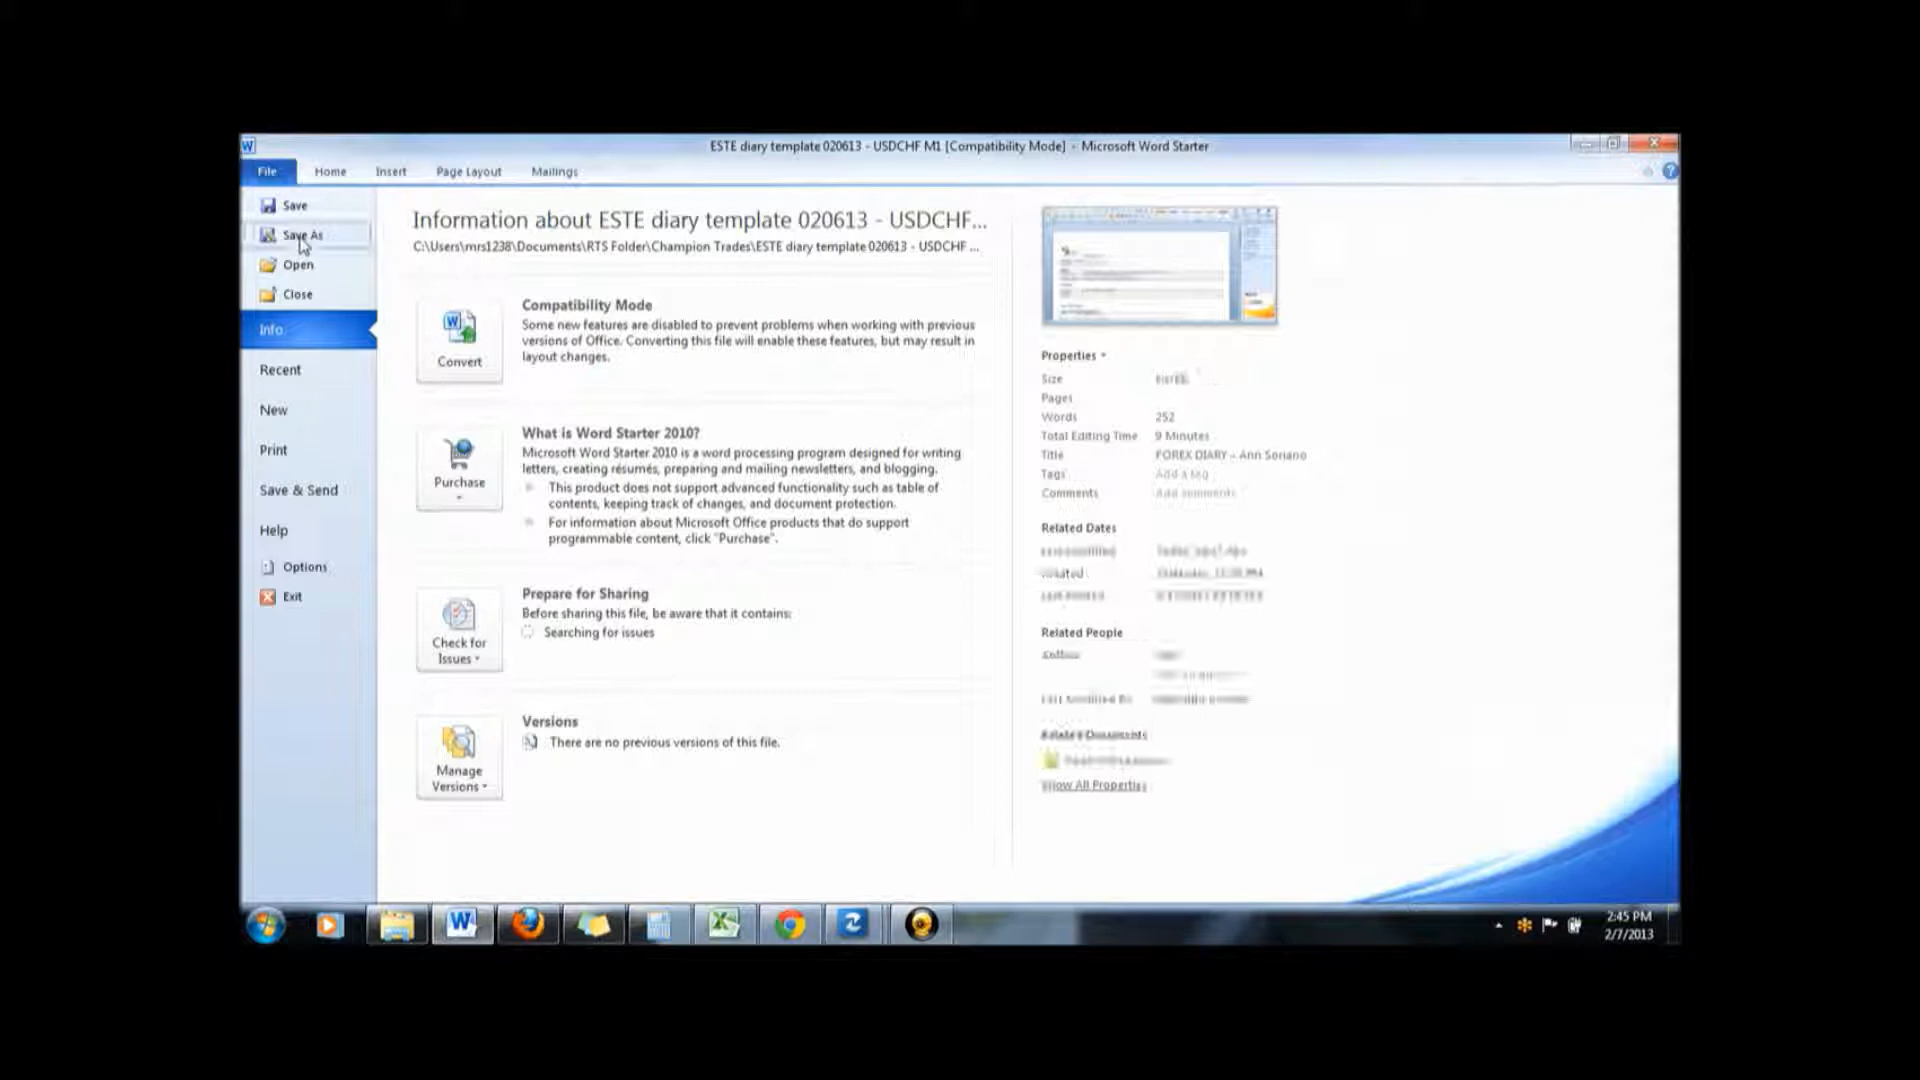 ESTE diary template 020613 - USDCHF M1 [Compatibility Mode] - Microsoft Word Starter
File Home Insert Page Layout Mailings
Save
Save As
Open
Close
Info
Recent
New
Print
Save & Send
Help
Options
Exit
Information about ESTE diary template 020613 - USDCHF...
C:\Users\mrs1238\Documents\RTS Folder\Champion Trades\ESTE diary template 020613 - USDCHF ...
Convert
Compatibility Mode
Some new features are disabled to prevent problems when working with previous
versions of Office. Converting this file will enable these features, but may result in
layout changes.
Purchase
What is Word Starter 2010?
Microsoft Word Starter 2010 is a word processing program designed for writing
letters, creating résumés, preparing and mailing newsletters, and blogging.
This product does not support advanced functionality such as table of
contents, keeping track of changes, and document protection.
For information about Microsoft Office products that do support
programmable content, click "Purchase".
Check for
Issues
Prepare for Sharing
Before sharing this file, be aware that it contains:
Searching for issues
Manage
Versions
Versions
There are no previous versions of this file.
Properties
Size
Pages
Words 252
Total Editing Time 9 Minutes
Title FOREX DIARY - Ann Soriano
Tags Add a tag
Comments Add comments
Related Dates
Related People
Related Documents
Show All Properties
2:45 PM
2/7/2013